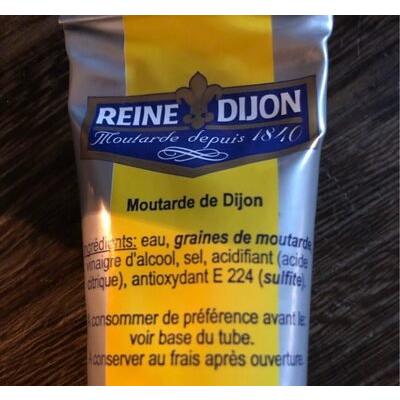 REINE DIJON
Moutarde depuis 1840
Moutarde de Dijon
Ingrédients: eau, graines de moutarde,
vinaigre d'alcool, sel, acidifiant (acide
citrique), antioxydant E 224 (sulfite).
A consommer de préférence avant le:
voir base du tube.
A conserver au frais après ouverture.